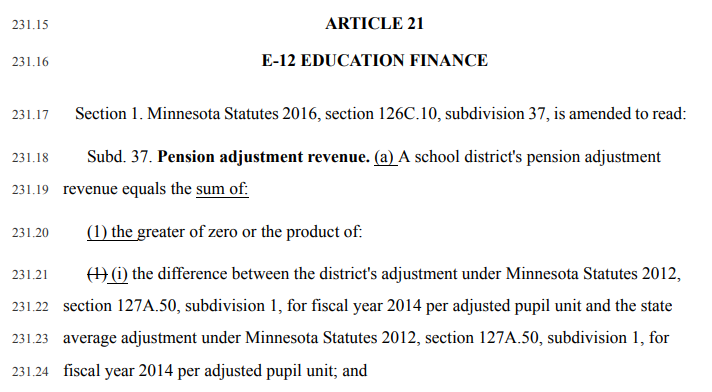 231.15 ARTICLE 21
231.16 E-12 EDUCATION FINANCE
231.17 Section 1. Minnesota Statutes 2016, section 126C.10, subdivision 37, is amended to read:
231.18 Subd. 37. Pension adjustment revenue. (a) A school district's pension adjustment
231.19 revenue equals the sum of:
231.20 (1) the greater of zero or the product of:
231.21 (1) (i) the difference between the district's adjustment under Minnesota Statutes 2012,
231.22 section 127A.50, subdivision 1, for fiscal year 2014 per adjusted pupil unit and the state
231.23 average adjustment under Minnesota Statutes 2012, section 127A.50, subdivision 1, for
231.24 fiscal year 2014 per adjusted pupil unit; and